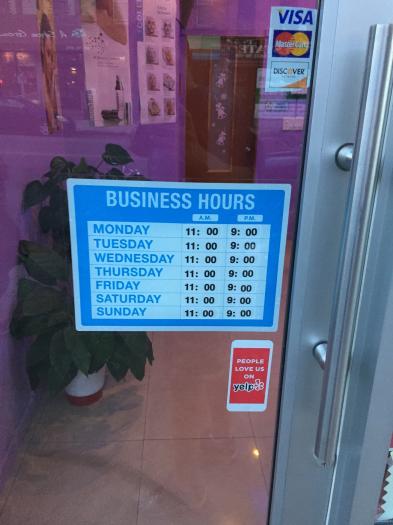 VISA
MasterCard
DISCOVER
BUSINESS HOURS
A.M. P.M.
MONDAY 11: 00 9: 00
TUESDAY 11: 00 9: 00
WEDNESDAY 11: 00 9: 00
THURSDAY 11: 00 9: 00
FRIDAY 11: 00 9: 00
SATURDAY 11: 00 9: 00
SUNDAY 11: 00 9: 00
PEOPLE
LOVE US
ON
yelp